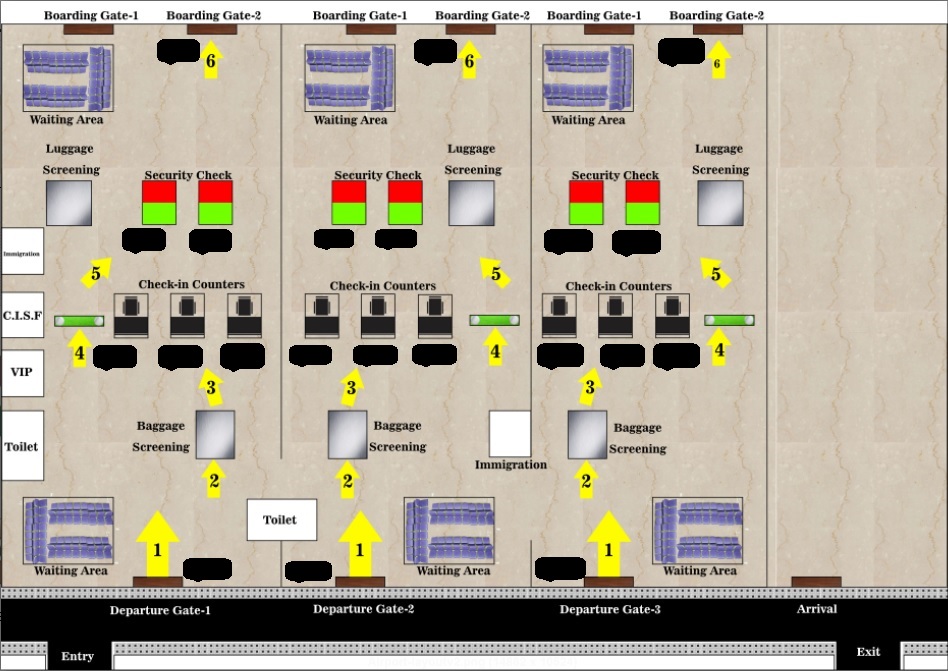 Boarding Gate-1 Boarding Gate-2 Boarding Gate-1 Boarding Gate-2 Boarding Gate-1 Boarding Gate-2
6 6 6
Waiting Area Waiting Area Waiting Area
Luggage Luggage Luggage
Screening Screening Screening
Security Check Security Check Security Check
Immigration
5 5 5
Check-in Counters Check-in Counters Check-in Counters
C.I.S.F
4 4 4
VIP
3 3 3
Baggage Baggage Baggage
Screening Screening Screening
Toilet
Immigration
2 2 2
Toilet
1 1 1
Waiting Area Waiting Area Waiting Area
Departure Gate-1 Departure Gate-2 Departure Gate-3 Arrival
Entry Exit